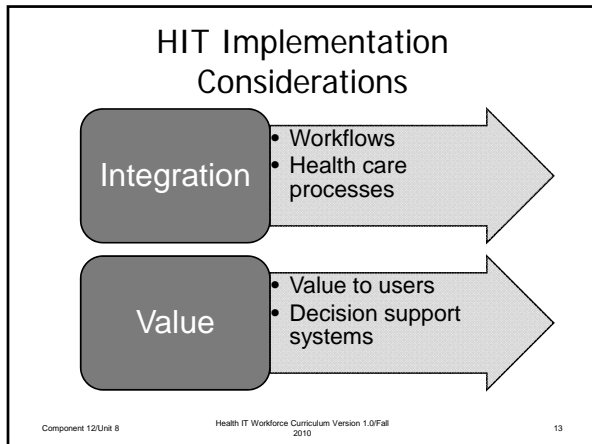 HIT Implementation
Considerations
Integration
• Workflows
• Health care
processes
Value
• Value to users
• Decision support
systems
Component 12/Unit 8
Health IT Workforce Curriculum Version 1.0/Fall
2010
13